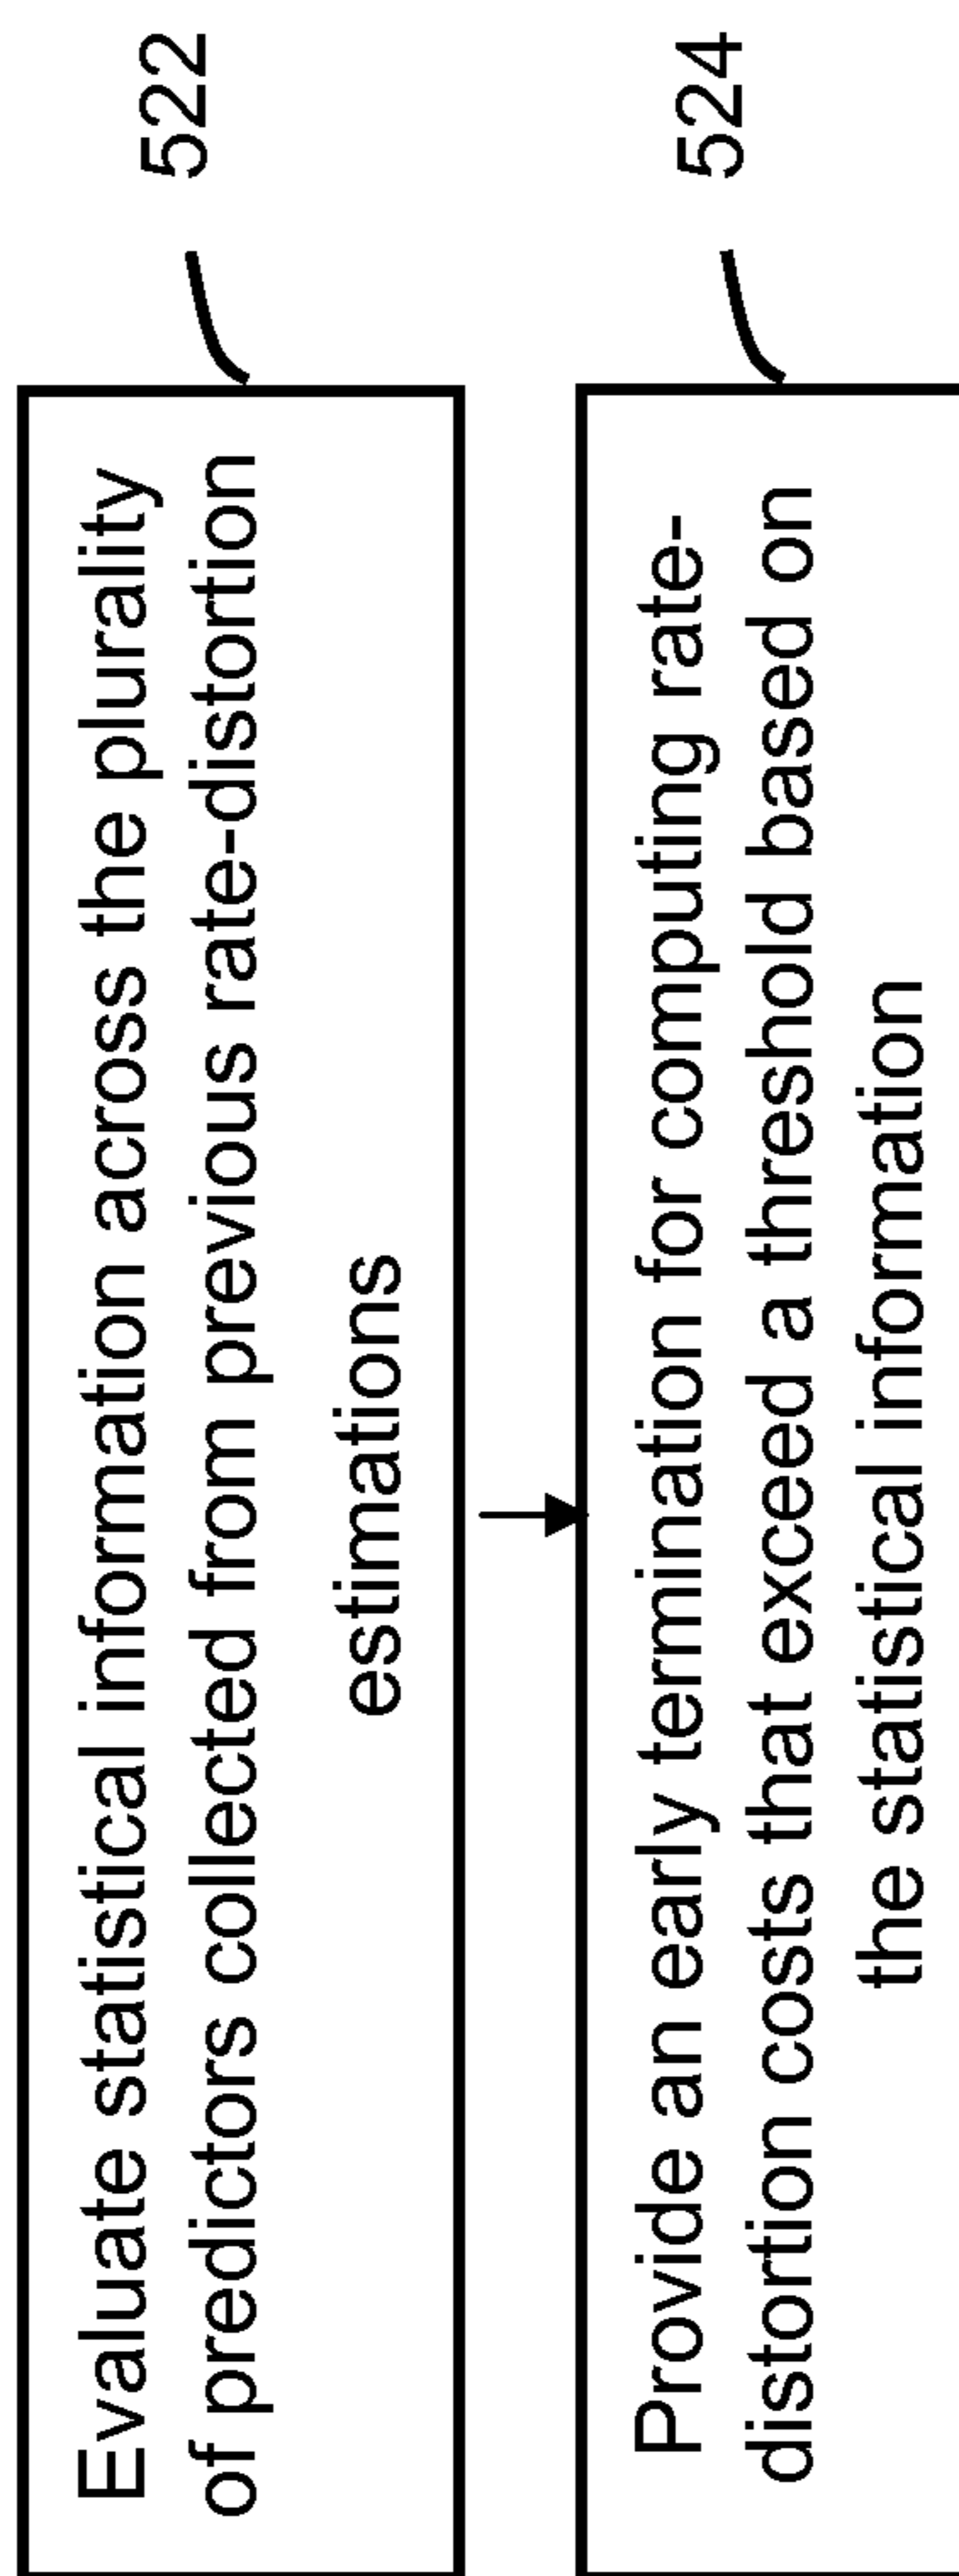 Evaluate statistical information across the plurality
of predictors collected from previous rate-distortion
estimations
522
Provide an early termination for computing rate-
distortion costs that exceed a threshold based on
the statistical information
524